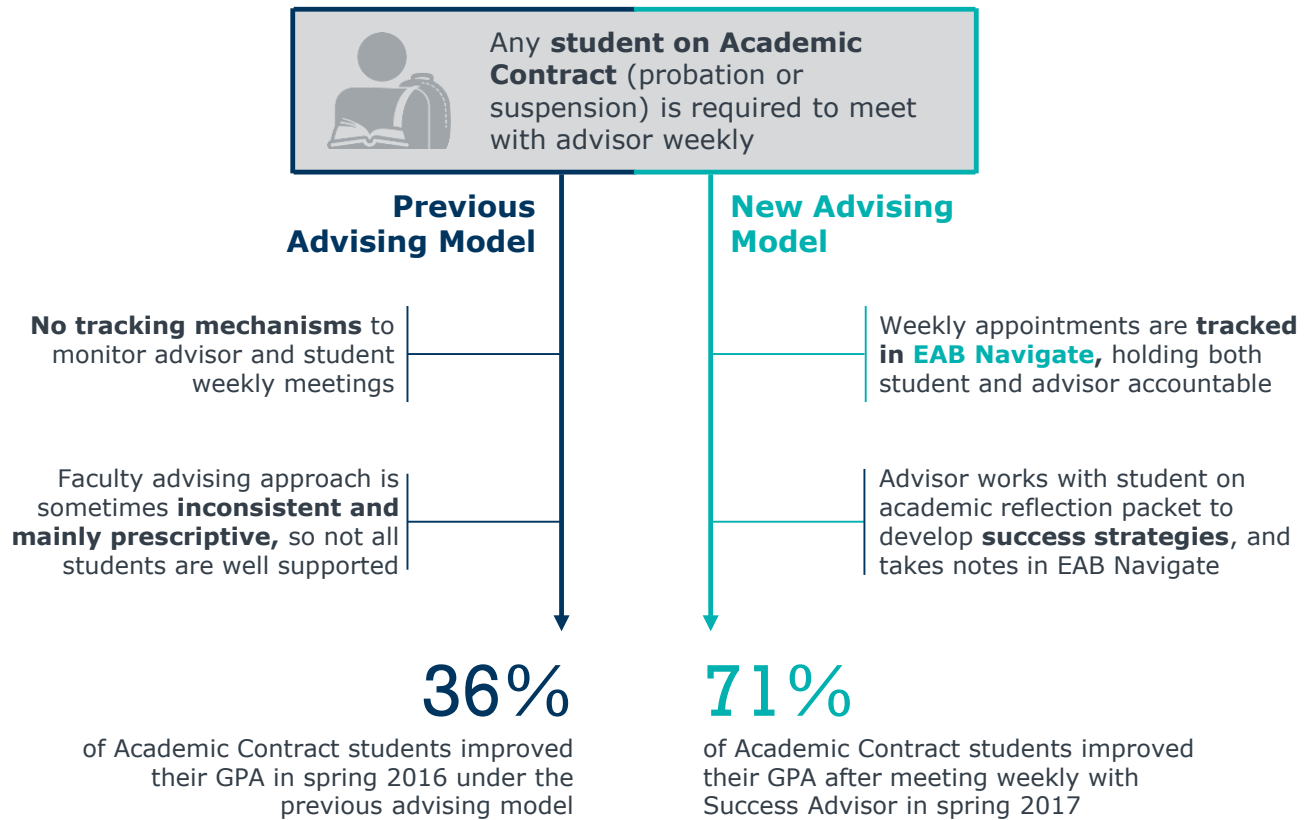 Any student on Academic
Contract (probation or
suspension) is required to meet
with advisor weekly
Previous
Advising Model
No tracking mechanisms to
monitor advisor and student
weekly meetings
Faculty advising approach is
sometimes inconsistent and
mainly prescriptive, so not all
students are well supported
36%
of Academic Contract students improved
their GPA in spring 2016 under the
previous advising model
New Advising
Model
Weekly appointments are tracked
in EAB Navigate, holding both
student and advisor accountable
Advisor works with student on
academic reflection packet to
develop success strategies, and
takes notes in EAB Navigate
71%
of Academic Contract students improved
their GPA after meeting weekly with
Success Advisor in spring 2017